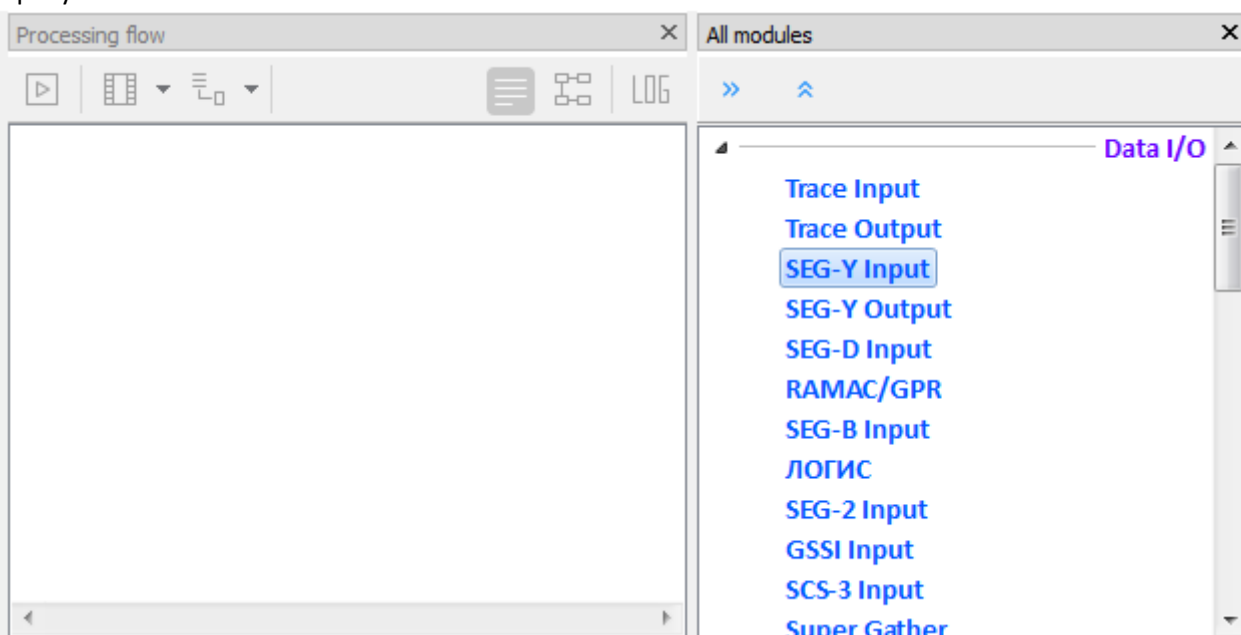 Processing flow
All modules
LOG
Data I/O
Trace Input
Trace Output
SEG-Y Input
SEG-Y Output
SEG-D Input
RAMAC/GPR
SEG-B Input
ЛОГИС
SEG-2 Input
GSSI Input
SCS-3 Input
Super Gather